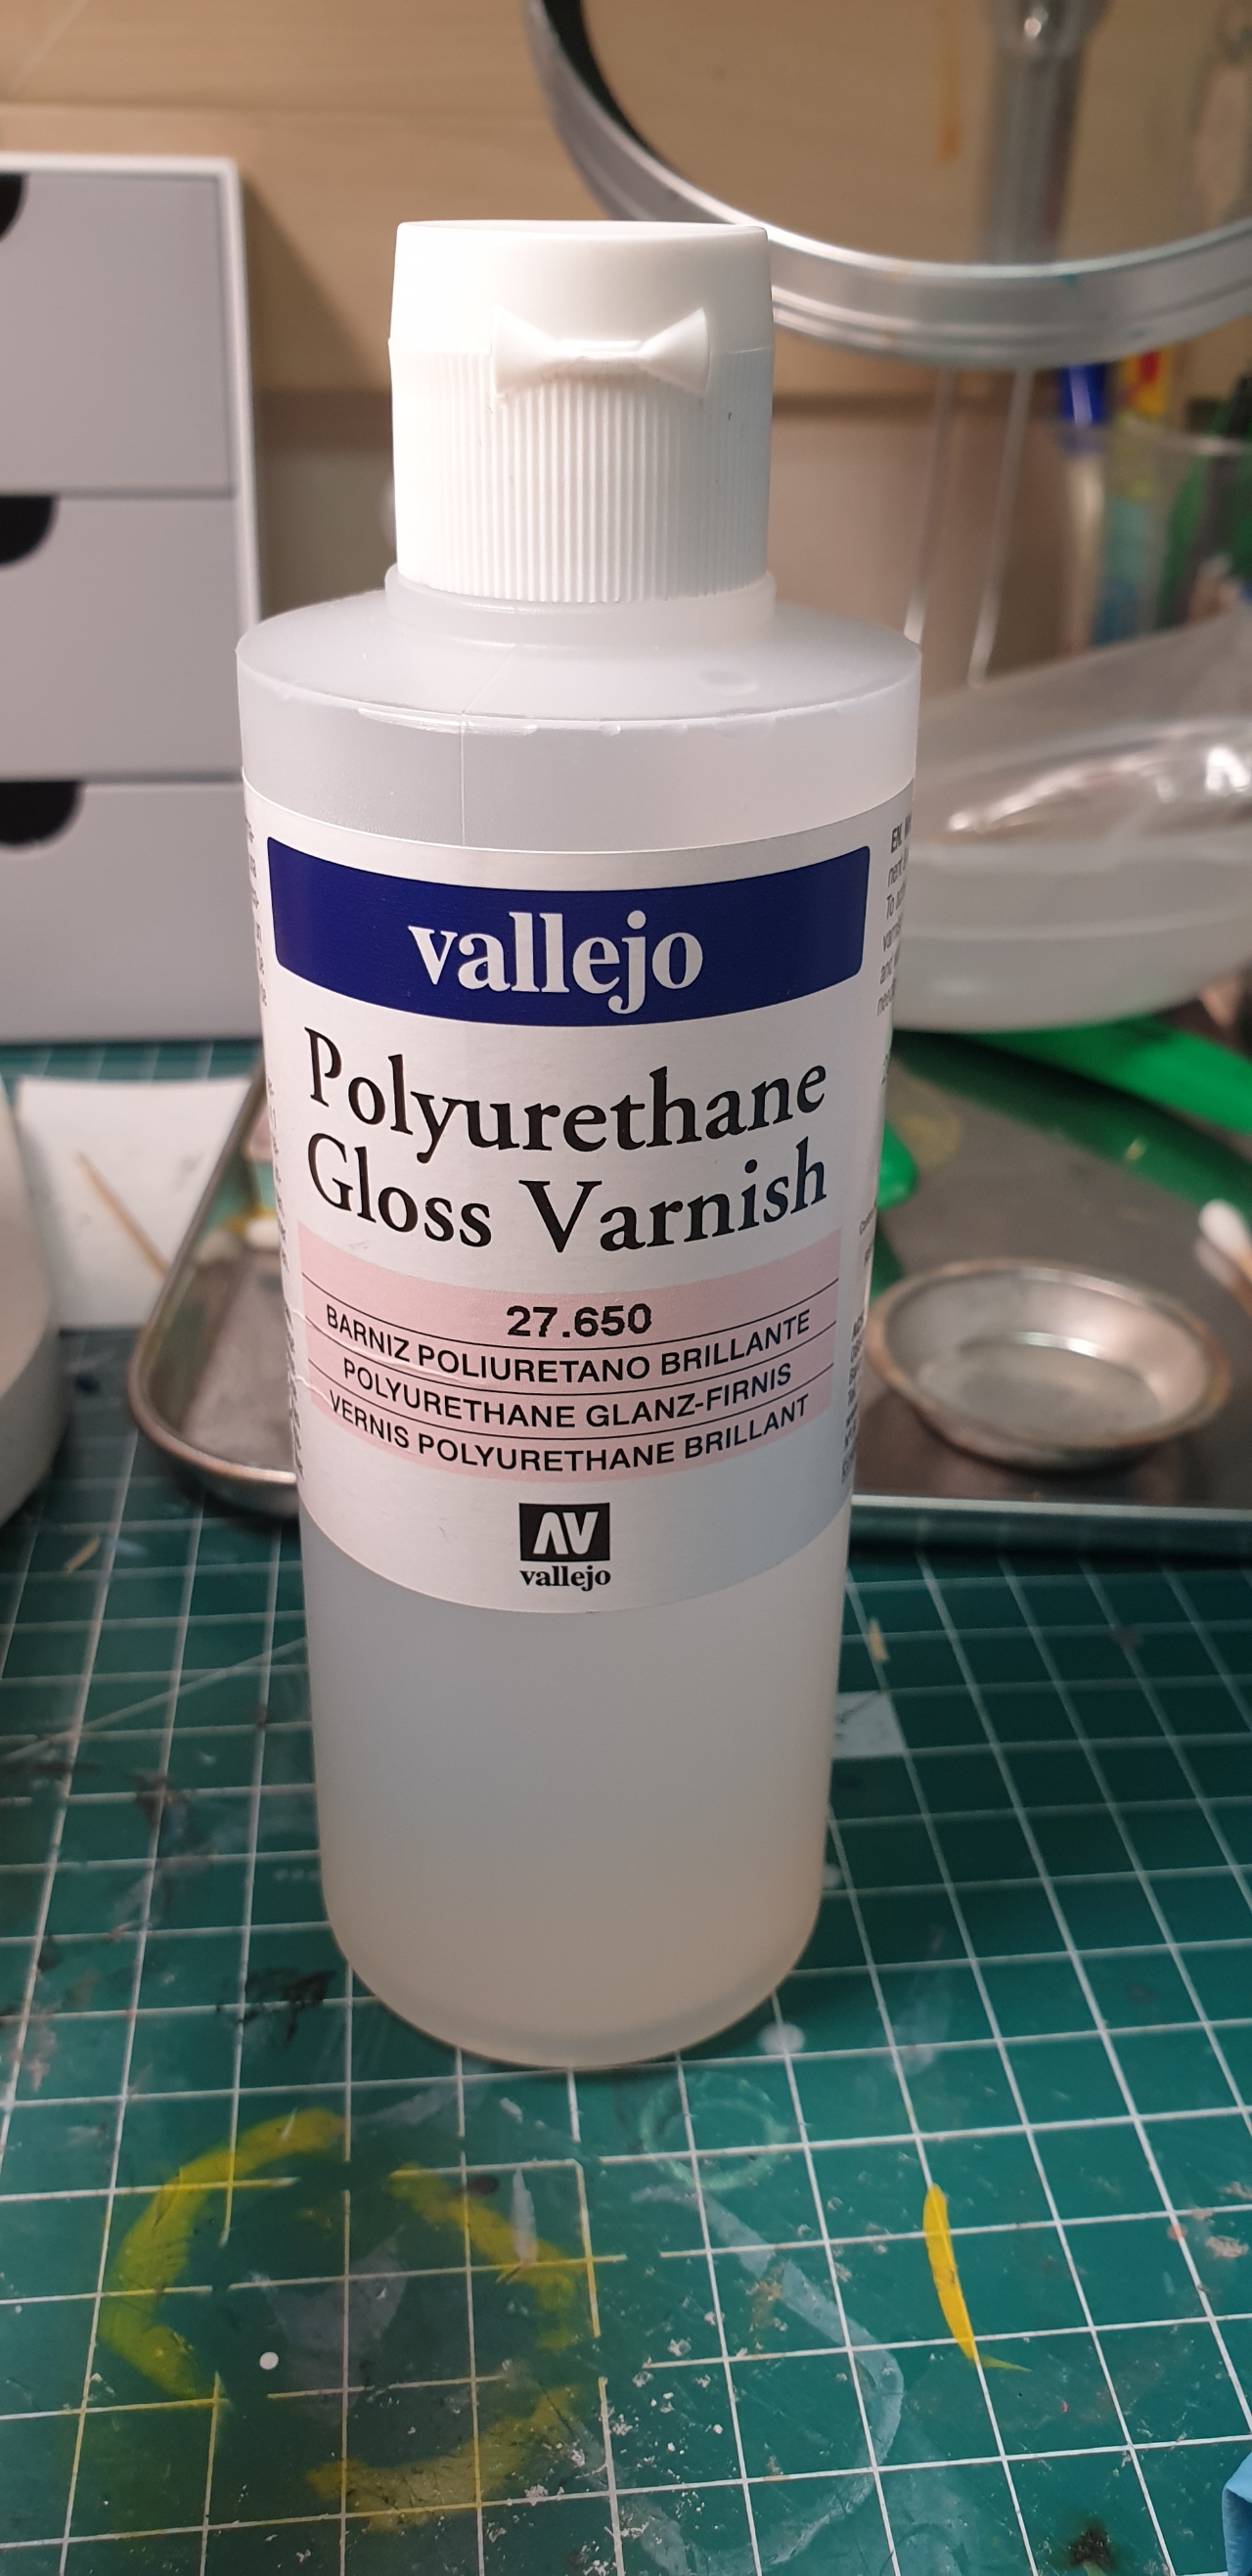 vallejo
Polyurethane
Gloss Varnish
27.650
BARNIZ POLIURETANO BRILLANTE
POLYURETHANE GLANZ-FIRNIS
VERNIS POLYURETHANE BRILLANT
AV
vallejo